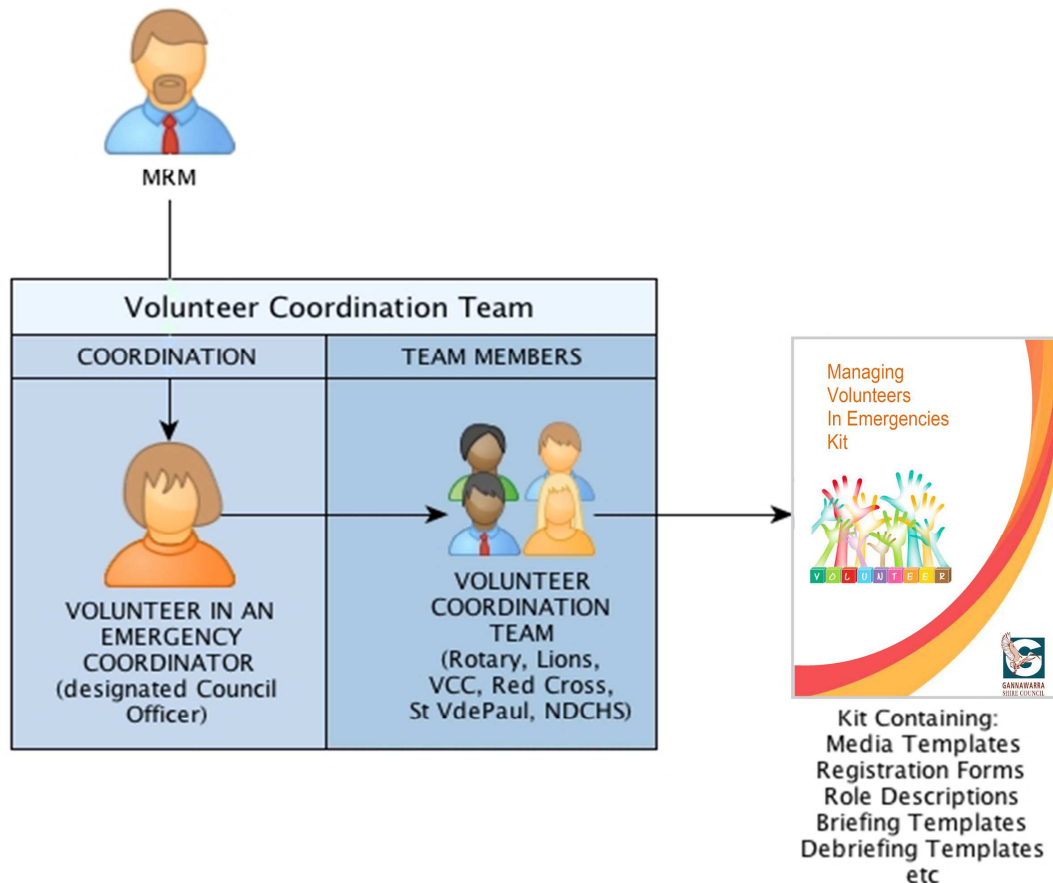 MRM
Volunteer Coordination Team
COORDINATION
TEAM MEMBERS
VOLUNTEER IN AN
EMERGENCY
COORDINATOR
(designated Council
Officer)
VOLUNTEER
COORDINATION
TEAM
(Rotary, Lions,
VCC, Red Cross,
St VdePaul, NDCHS)
Managing
Volunteers
In Emergencies
Kit
VOLUNTEER
GANNAWARRA
SHIRE COUNCIL
Kit Containing:
Media Templates
Registration Forms
Role Descriptions
Briefing Templates
Debriefing Templates
etc